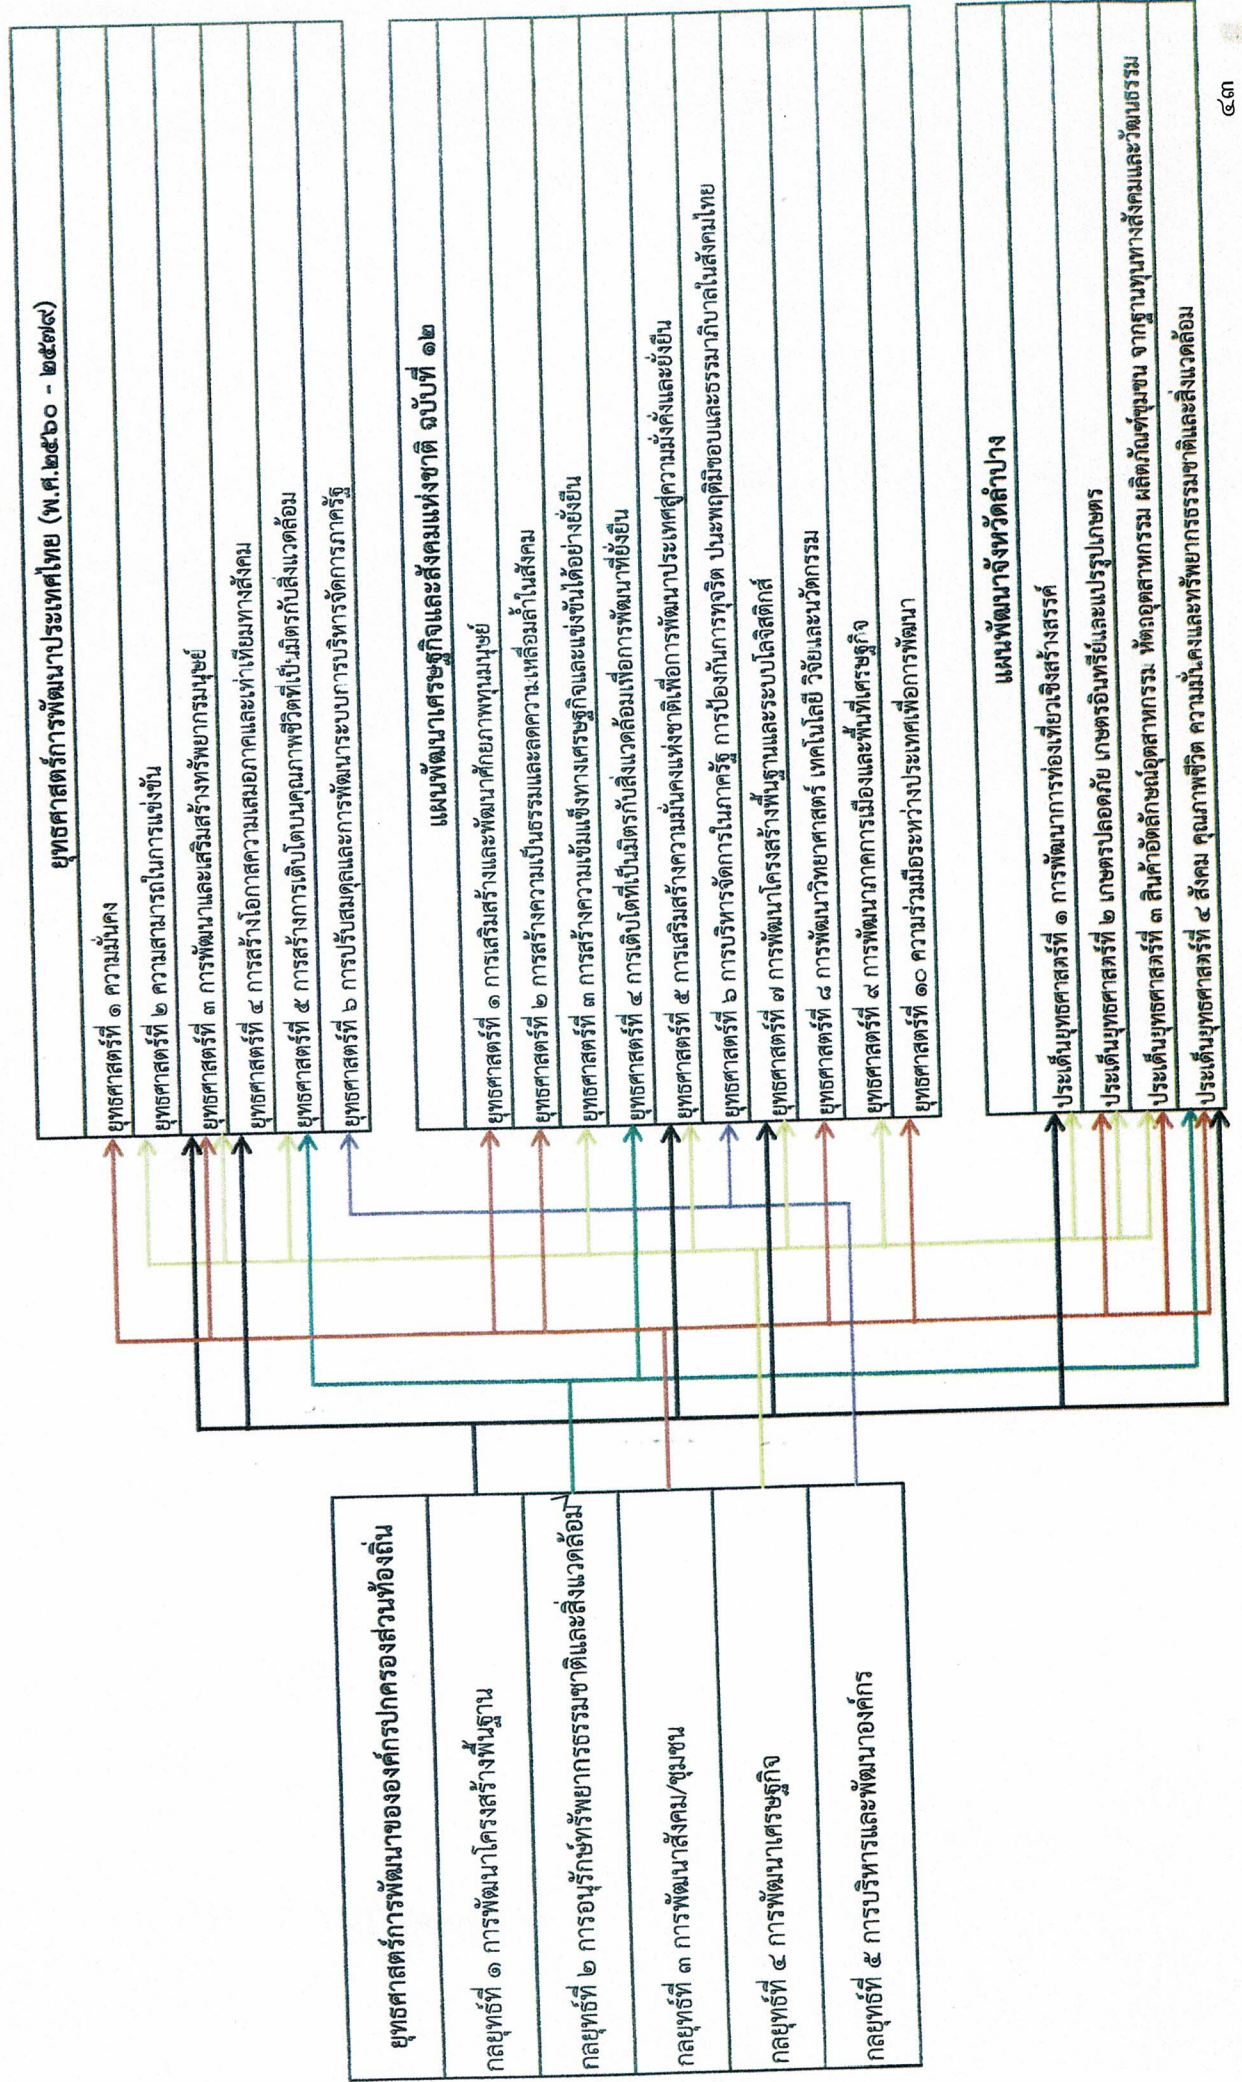 ยุทธศาสตร์การพัฒนาขององค์กรปกครองส่วนท้องถิ่น
กลยุทธ์ที่ ๑ การพัฒนาโครงสร้างพื้นฐาน
กลยุทธ์ที่ ๒ การอนุรักษ์ทรัพยากรธรรมชาติและสิ่งแวดล้อม
กลยุทธ์ที่ ๓ การพัฒนาสังคม/ชุมชน
กลยุทธ์ที่ ๔ การพัฒนาเศรษฐกิจ
กลยุทธ์ที่ ๕ การบริหารและพัฒนาองค์กร
ยุทธศาสตร์การพัฒนาประเทศไทย (พ.ศ.๒๕๖๐ - ๒๕๗๙)
ยุทธศาสตร์ที่ ๑ ความมั่นคง
ยุทธศาสตร์ที่ ๒ ความสามารถในการแข่งขัน
ยุทธศาสตร์ที่ ๓ การพัฒนาและเสริมสร้างทรัพยากรมนุษย์
ยุทธศาสตร์ที่ ๔ การสร้างโอกาสความเสมอภาคและเท่าเทียมทางสังคม
ยุทธศาสตร์ที่ ๕ การสร้างการเติบโตบนคุณภาพชีวิตที่เป็นมิตรกับสิ่งแวดล้อม
ยุทธศาสตร์ที่ ๖ การปรับสมดุลและการพัฒนาระบบการบริหารจัดการภาครัฐ
แผนพัฒนาเศรษฐกิจและสังคมแห่งชาติ ฉบับที่ ๑๒
ยุทธศาสตร์ที่ ๑ การเสริมสร้างและพัฒนาศักยภาพทุนมนุษย์
ยุทธศาสตร์ที่ ๒ การสร้างความเป็นธรรมและลดความเหลื่อมล้ำในสังคม
ยุทธศาสตร์ที่ ๓ การสร้างความเข้มแข็งทางเศรษฐกิจและแข่งขันได้อย่างยั่งยืน
ยุทธศาสตร์ที่ ๔ การเติบโตที่เป็นมิตรกับสิ่งแวดล้อมเพื่อการพัฒนาที่ยั่งยืน
ยุทธศาสตร์ที่ ๕ การเสริมสร้างความมั่นคงแห่งชาติเพื่อการพัฒนาประเทศสู่ความมั่งคั่งและยั่งยืน
ยุทธศาสตร์ที่ ๖ การบริหารจัดการในภาครัฐ การป้องกันการทุจริต ปนะพฤติมิชอบและธรรมาภิบาลในสังคมไทย
ยุทธศาสตร์ที่ ๗ การพัฒนาโครงสร้างพื้นฐานและระบบโลจิสติกส์
ยุทธศาสตร์ที่ ๘ การพัฒนาวิทยาศาสตร์ เทคโนโลยี วิจัยและนวัตกรรม
ยุทธศาสตร์ที่ ๙ การพัฒนาภาคการเมืองและพื้นที่เศรษฐกิจ
ยุทธศาสตร์ที่ ๑๐ ความร่วมมือระหว่างประเทศเพื่อการพัฒนา
แผนพัฒนาจังหวัดลำปาง
ประเด็นยุทธศาสตร์ที่ ๑ การพัฒนาการท่องเที่ยวเชิงสร้างสรรค์
ประเด็นยุทธศาสตร์ที่ ๒ เกษตรปลอดภัย เกษตรอินทรีย์และแปรรูปเกษตร
ประเด็นยุทธศาสตร์ที่ ๓ สินค้าอัตลักษณ์อุตสาหกรรม หัตถอุตสาหกรรม ผลิตภัณฑ์ชุมชน จากฐานทุนทางสังคมและวัฒนธรรม
ประเด็นยุทธศาสตร์ที่ ๔ สังคม คุณภาพชีวิต ความมั่นคงและทรัพยากรธรรมชาติและสิ่งแวดล้อม
๔๓